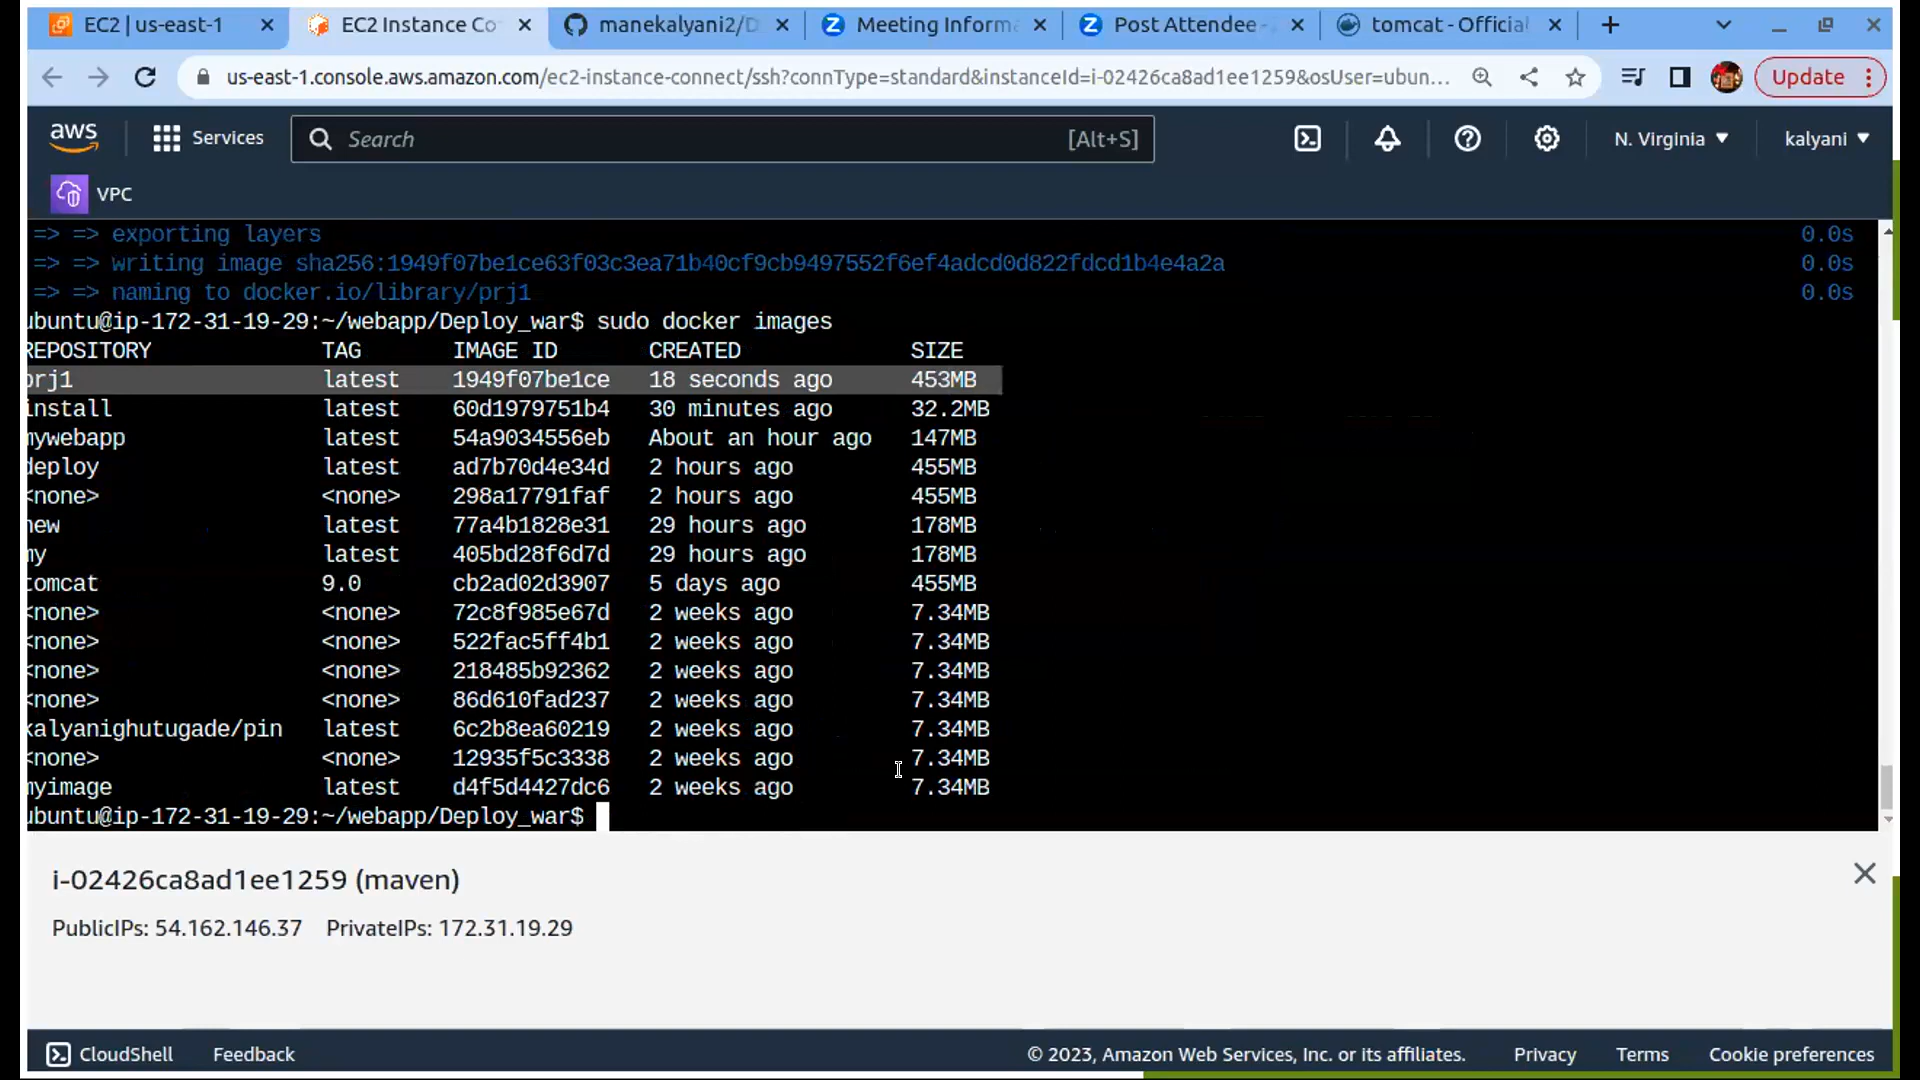 EC2 | us-east-1
EC2 Instance Co
manekalyani2/D
Meeting Inform
Post Attendee -
tomcat - Official
us-east-1.console.aws.amazon.com/ec2-instance-connect/ssh?connType=standard&instanceId=i-02426ca8ad1ee1259&osUser=ubun...
Update
aws
Services
Search
[Alt+S]
N. Virginia
kalyani
VPC
=> => exporting layers 0.0s
=> => writing image sha256:1949f07be1ce63f03c3ea71b40cf9cb9497552f6ef4adcd0d822fdcd1b4e4a2a 0.0s
=> => naming to docker.io/library/prj1 0.0s
ubuntu@ip-172-31-19-29:~/webapp/Deploy_war$ sudo docker images
REPOSITORY TAG IMAGE ID CREATED SIZE
prj1 latest 1949f07be1ce 18 seconds ago 453MB
install latest 60d1979751b4 30 minutes ago 32.2MB
mywebapp latest 54a9034556eb About an hour ago 147MB
deploy latest ad7b70d4e34d 2 hours ago 455MB
<none> <none> 298a17791faf 2 hours ago 455MB
new latest 77a4b1828e31 29 hours ago 178MB
my latest 405bd28f6d7d 29 hours ago 178MB
tomcat 9.0 cb2ad02d3907 5 days ago 455MB
<none> <none> 72c8f985e67d 2 weeks ago 7.34MB
<none> <none> 522fac5ff4b1 2 weeks ago 7.34MB
<none> <none> 218485b92362 2 weeks ago 7.34MB
<none> <none> 86d610fad237 2 weeks ago 7.34MB
kalyanighutugade/pin latest 6c2b8ea60219 2 weeks ago 7.34MB
<none> <none> 12935f5c3338 2 weeks ago 7.34MB
myimage latest d4f5d4427dc6 2 weeks ago 7.34MB
ubuntu@ip-172-31-19-29:~/webapp/Deploy_war$
i-02426ca8ad1ee1259 (maven)
PublicIPs: 54.162.146.37 PrivateIPs: 172.31.19.29
CloudShell
Feedback
© 2023, Amazon Web Services, Inc. or its affiliates.
Privacy
Terms
Cookie preferences